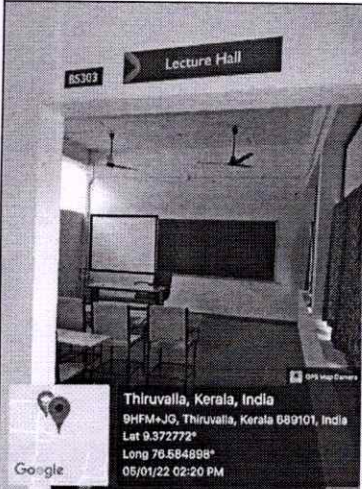 Lecture Hall
BS303
GPS Map Camera
Thiruvalla, Kerala, India
9HFM+JG, Thiruvalla, Kerala 689101, India
Lat 9.372772°
Long 76.584898°
05/01/22 02:20 PM
Google